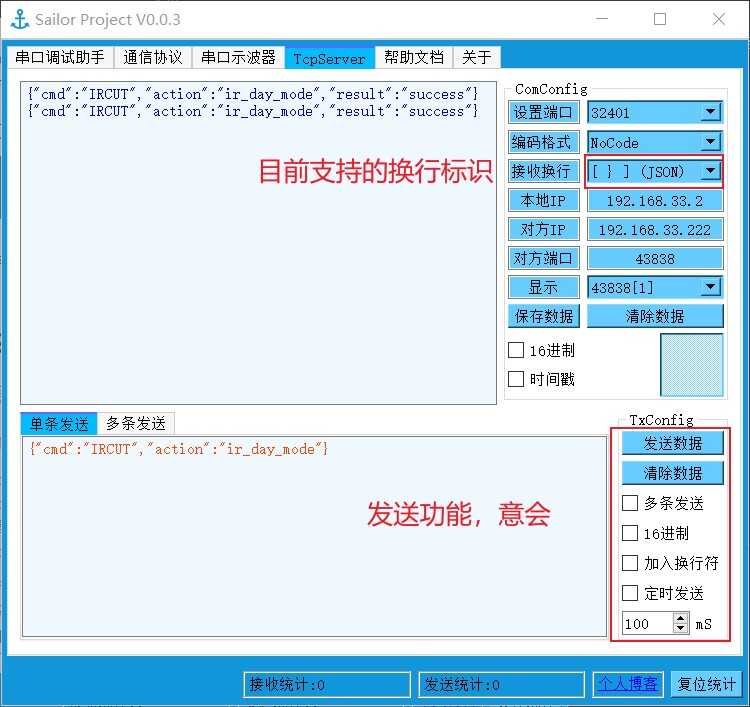 Sailor Project V0.0.3
串口调试助手 通信协议 串口示波器 TcpServer 帮助文档 关于
{"cmd":"IRCUT","action":"ir_day_mode","result":"success"}
{"cmd":"IRCUT","action":"ir_day_mode","result":"success"}
目前支持的换行标识
ComConfig
设置端口 32401
编码格式 NoCode
接收换行 [ } ] (JSON)
本地IP 192.168.33.2
对方IP 192.168.33.222
对方端口 43838
显示 43838[1]
保存数据 清除数据
16进制
时间戳
单条发送 多条发送
{"cmd":"IRCUT","action":"ir_day_mode"}
发送功能，意会
TxConfig
发送数据
清除数据
多条发送
16进制
加入换行符
定时发送
100 mS
接收统计:0 发送统计:0 个人博客 复位统计